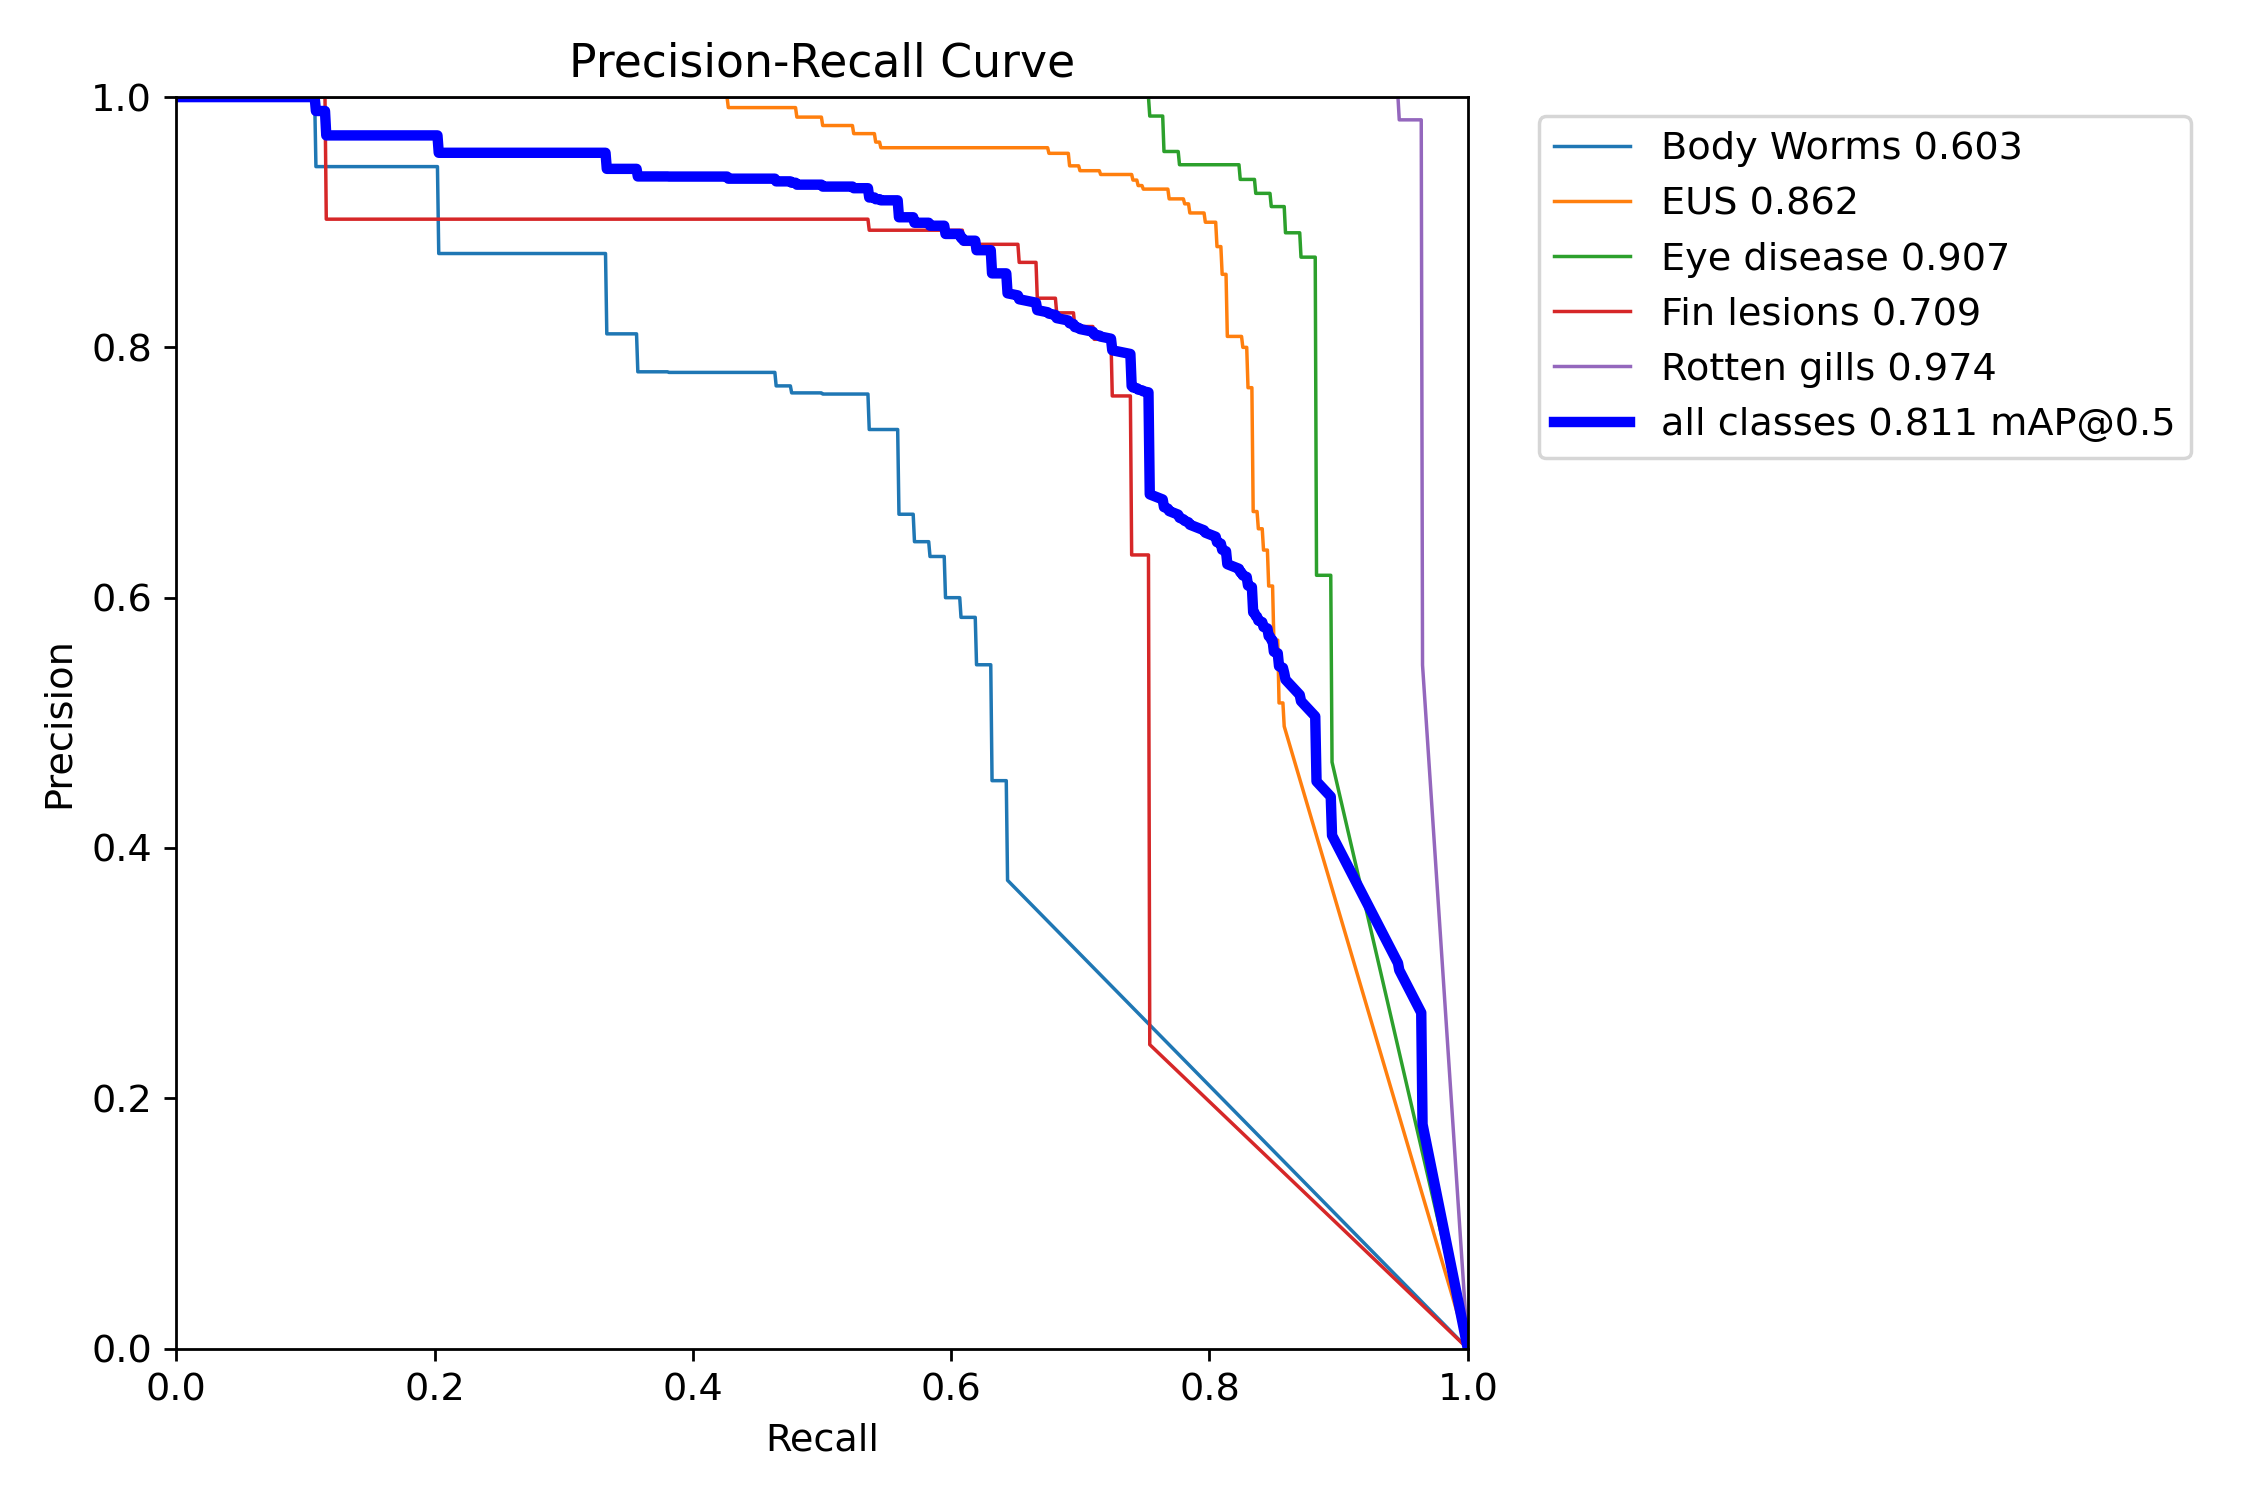 Precision-Recall Curve
1.0
0.8
0.6
0.4
0.2
0.0
Precision
0.0 0.2 0.4 0.6 0.8 1.0
Recall
Body Worms 0.603
EUS 0.862
Eye disease 0.907
Fin lesions 0.709
Rotten gills 0.974
all classes 0.811 mAP@0.5